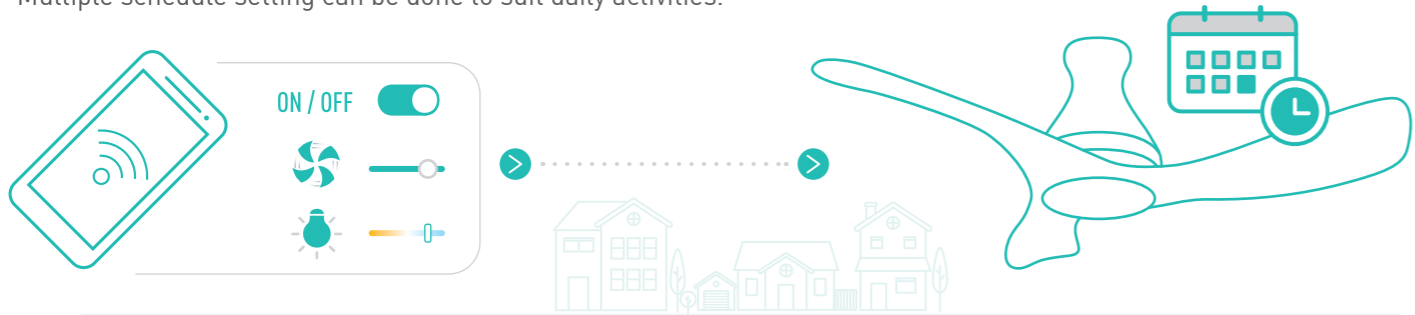 Multiple schedule setting can be done to suit daily activities.
ON / OFF